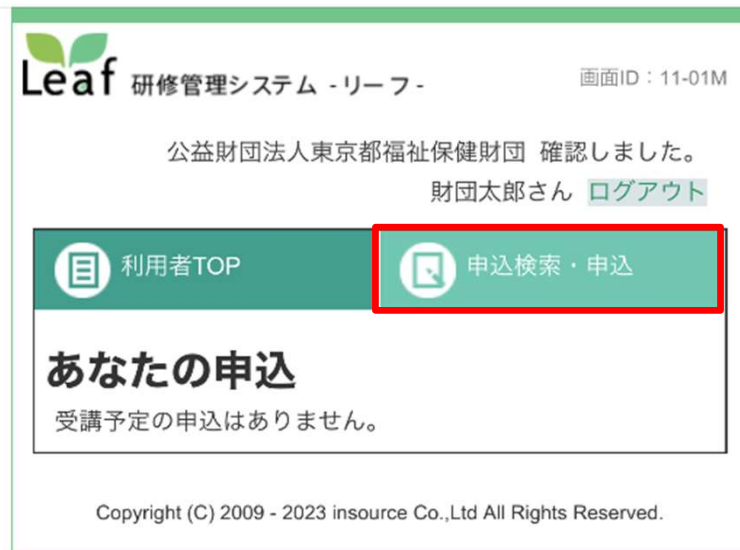 Leaf 研修管理システム -リーフ-
画面ID：11-01M
公益財団法人東京都福祉保健財団 確認しました。
財団太郎さん ログアウト
利用者TOP
申込検索・申込
あなたの申込
受講予定の申込はありません。
Copyright (C) 2009 - 2023 insource Co.,Ltd All Rights Reserved.